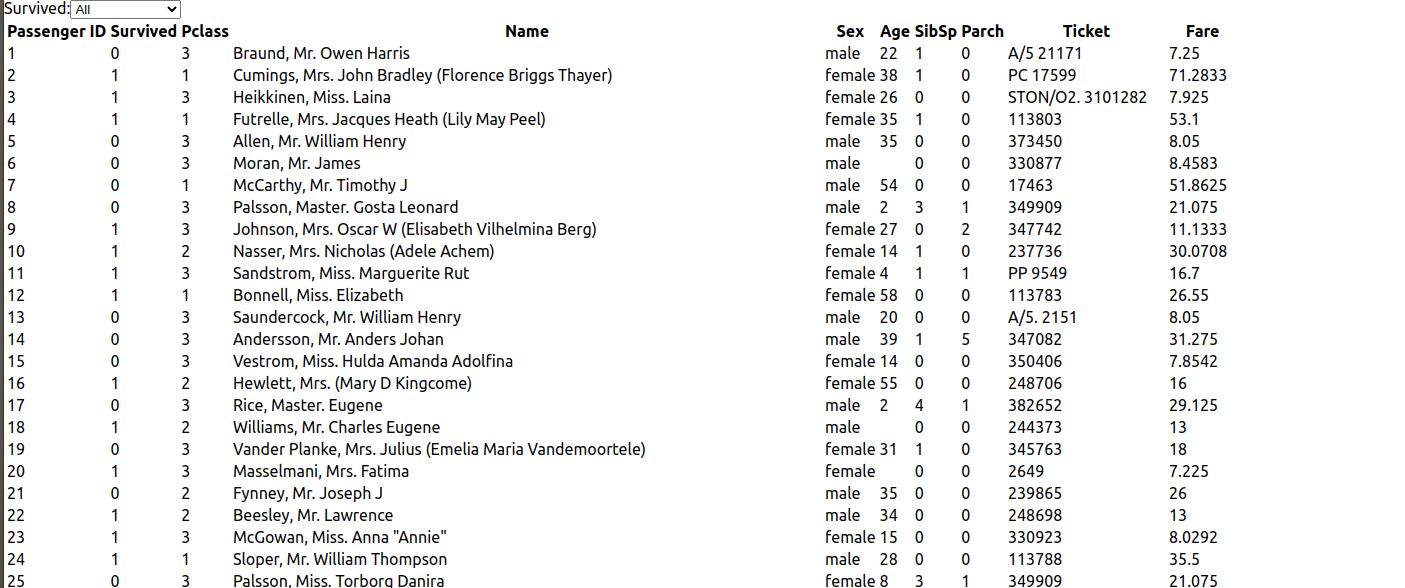 Survived: All
Passenger ID Survived Pclass Name Sex Age SibSp Parch Ticket Fare
1 0 3 Braund, Mr. Owen Harris male 22 1 0 A/5 21171 7.25
2 1 1 Cumings, Mrs. John Bradley (Florence Briggs Thayer) female 38 1 0 PC 17599 71.2833
3 1 3 Heikkinen, Miss. Laina female 26 0 0 STON/O2. 3101282 7.925
4 1 1 Futrelle, Mrs. Jacques Heath (Lily May Peel) female 35 1 0 113803 53.1
5 0 3 Allen, Mr. William Henry male 35 0 0 373450 8.05
6 0 3 Moran, Mr. James male 0 0 330877 8.4583
7 0 1 McCarthy, Mr. Timothy J male 54 0 0 17463 51.8625
8 0 3 Palsson, Master. Gosta Leonard male 2 3 1 349909 21.075
9 1 3 Johnson, Mrs. Oscar W (Elisabeth Vilhelmina Berg) female 27 0 2 347742 11.1333
10 1 2 Nasser, Mrs. Nicholas (Adele Achem) female 14 1 0 237736 30.0708
11 1 3 Sandstrom, Miss. Marguerite Rut female 4 1 1 PP 9549 16.7
12 1 1 Bonnell, Miss. Elizabeth female 58 0 0 113783 26.55
13 0 3 Saundercock, Mr. William Henry male 20 0 0 A/5. 2151 8.05
14 0 3 Andersson, Mr. Anders Johan male 39 1 5 347082 31.275
15 0 3 Vestrom, Miss. Hulda Amanda Adolfina female 14 0 0 350406 7.8542
16 1 2 Hewlett, Mrs. (Mary D Kingcome) female 55 0 0 248706 16
17 0 3 Rice, Master. Eugene male 2 4 1 382652 29.125
18 1 2 Williams, Mr. Charles Eugene male 0 0 244373 13
19 0 3 Vander Planke, Mrs. Julius (Emelia Maria Vandemoortele) female 31 1 0 345763 18
20 1 3 Masselmani, Mrs. Fatima female 0 0 2649 7.225
21 0 2 Fynney, Mr. Joseph J male 35 0 0 239865 26
22 1 2 Beesley, Mr. Lawrence male 34 0 0 248698 13
23 1 3 McGowan, Miss. Anna "Annie" female 15 0 0 330923 8.0292
24 1 1 Sloper, Mr. William Thompson male 28 0 0 113788 35.5
25 0 3 Palsson, Miss. Torborg Danira female 8 3 1 349909 21.075